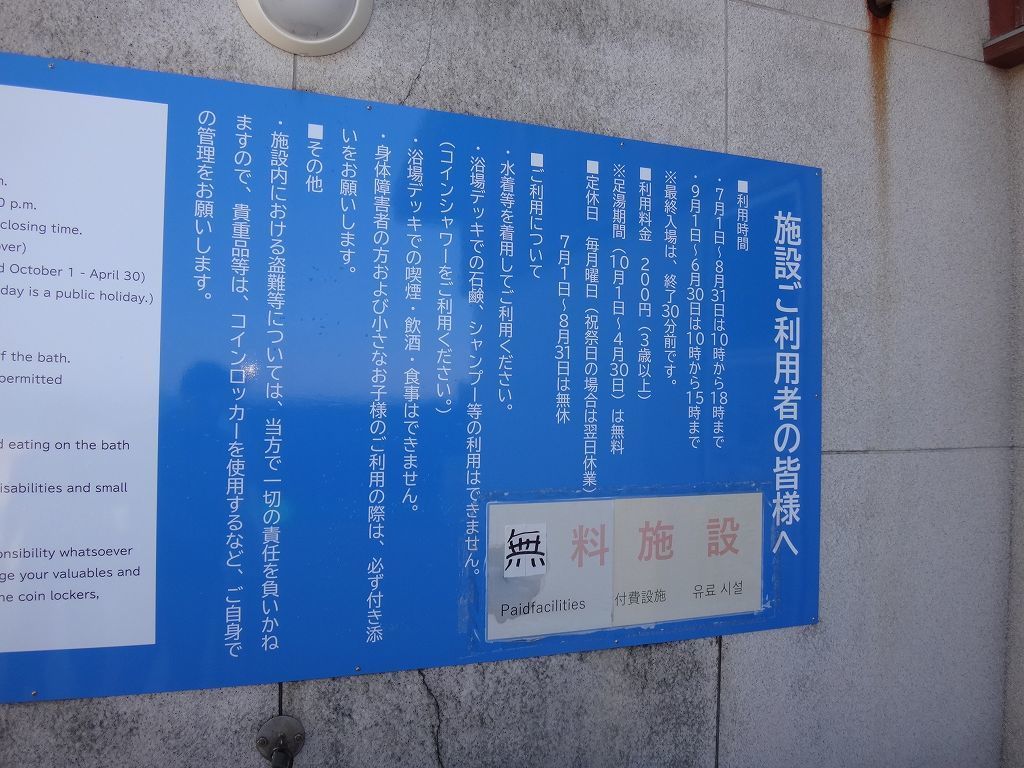 施設ご利用者の皆様へ
■利用時間
・7月1日～8月31日は10時から18時まで
・9月1日～6月30日は10時から15時まで
※最終入場は、終了30分前です。
■利用料金 200円（3歳以上）
※足湯期間（10月1日～4月30日）は無料
■定休日 毎月曜日（祝祭日の場合は翌日休業）
7月1日～8月31日は無休
■ご利用について
・水着等を着用してご利用ください。
・浴場デッキでの石鹸、シャンプー等の利用はできません。
（コインシャワーをご利用ください。）
・浴場デッキでの喫煙・飲酒・食事はできません。
・身体障害者の方および小さなお子様のご利用の際は、必ず付き添
いをお願いします。
■その他
・施設内における盗難等については、当方で一切の責任を負いかね
ますので、貴重品等は、コインロッカーを使用するなど、ご自身で
の管理をお願いします。
無料施設
Paidfacilities 付費設施 유료 시설
p.m.
closing time.
October 1 - April 30)
day is a public holiday.)
the bath.
permitted
eating on the bath
and small
whatsoever
your valuables and
coin lockers,